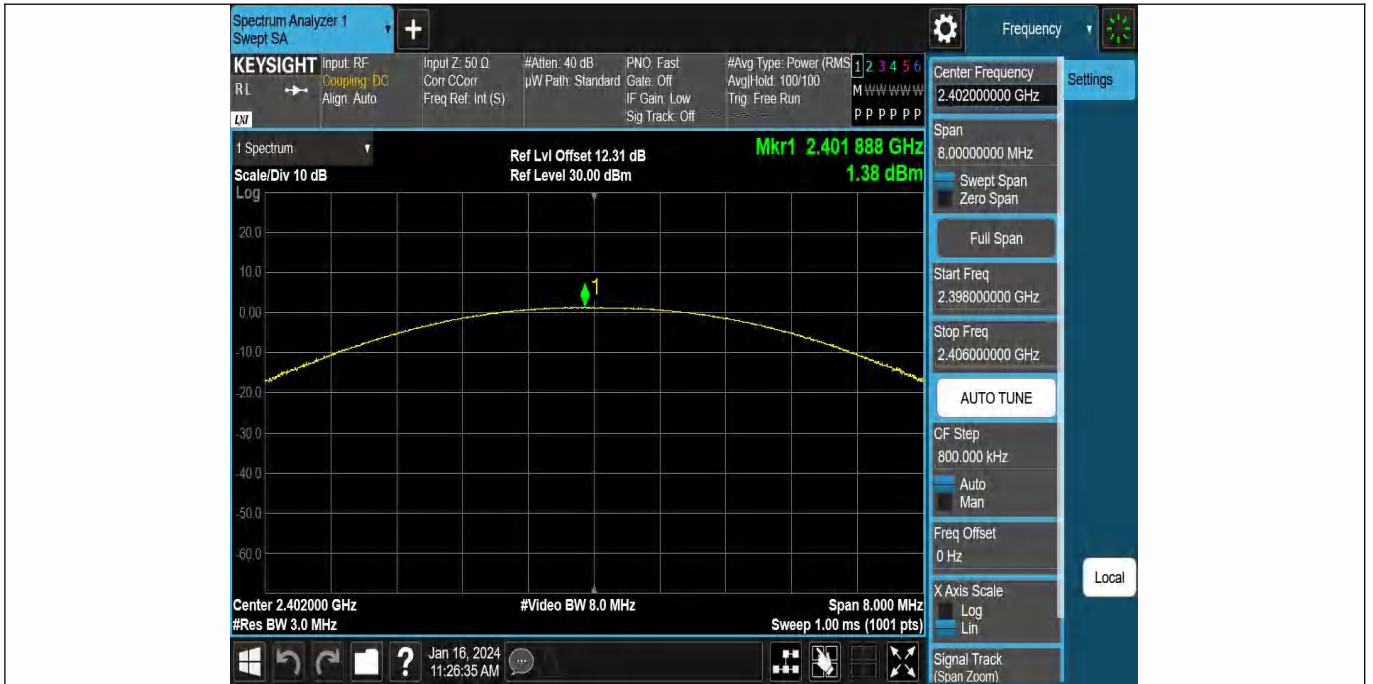 Spectrum Analyzer 1
Swept SA
+
Frequency
KEYSIGHT
RL
LXI
Input: RF
Coupling: DC
Align: Auto
Input Z: 50 Ω
Corr CCorr
Freq Ref: Int (S)
#Atten: 40 dB
µW Path: Standard
PNO: Fast
Gate: Off
IF Gain: Low
Sig Track: Off
#Avg Type: Power (RMS
Avg|Hold: 100/100
Trig: Free Run
1 2 3 4 5 6
M W W W W W
P P P P P P
1 Spectrum
Scale/Div 10 dB
Ref Lvl Offset 12.31 dB
Ref Level 30.00 dBm
Mkr1 2.401 888 GHz
1.38 dBm
Log
20.0
10.0
0.00
-10.0
-20.0
-30.0
-40.0
-50.0
-60.0
1
Center 2.402000 GHz
#Res BW 3.0 MHz
#Video BW 8.0 MHz
Span 8.000 MHz
Sweep 1.00 ms (1001 pts)
?
Jan 16, 2024
11:26:35 AM
Center Frequency
2.402000000 GHz
Settings
Span
8.00000000 MHz
Swept Span
Zero Span
Full Span
Start Freq
2.398000000 GHz
Stop Freq
2.406000000 GHz
AUTO TUNE
CF Step
800.000 kHz
Auto
Man
Freq Offset
0 Hz
X Axis Scale
Log
Lin
Local
Signal Track
(Span Zoom)